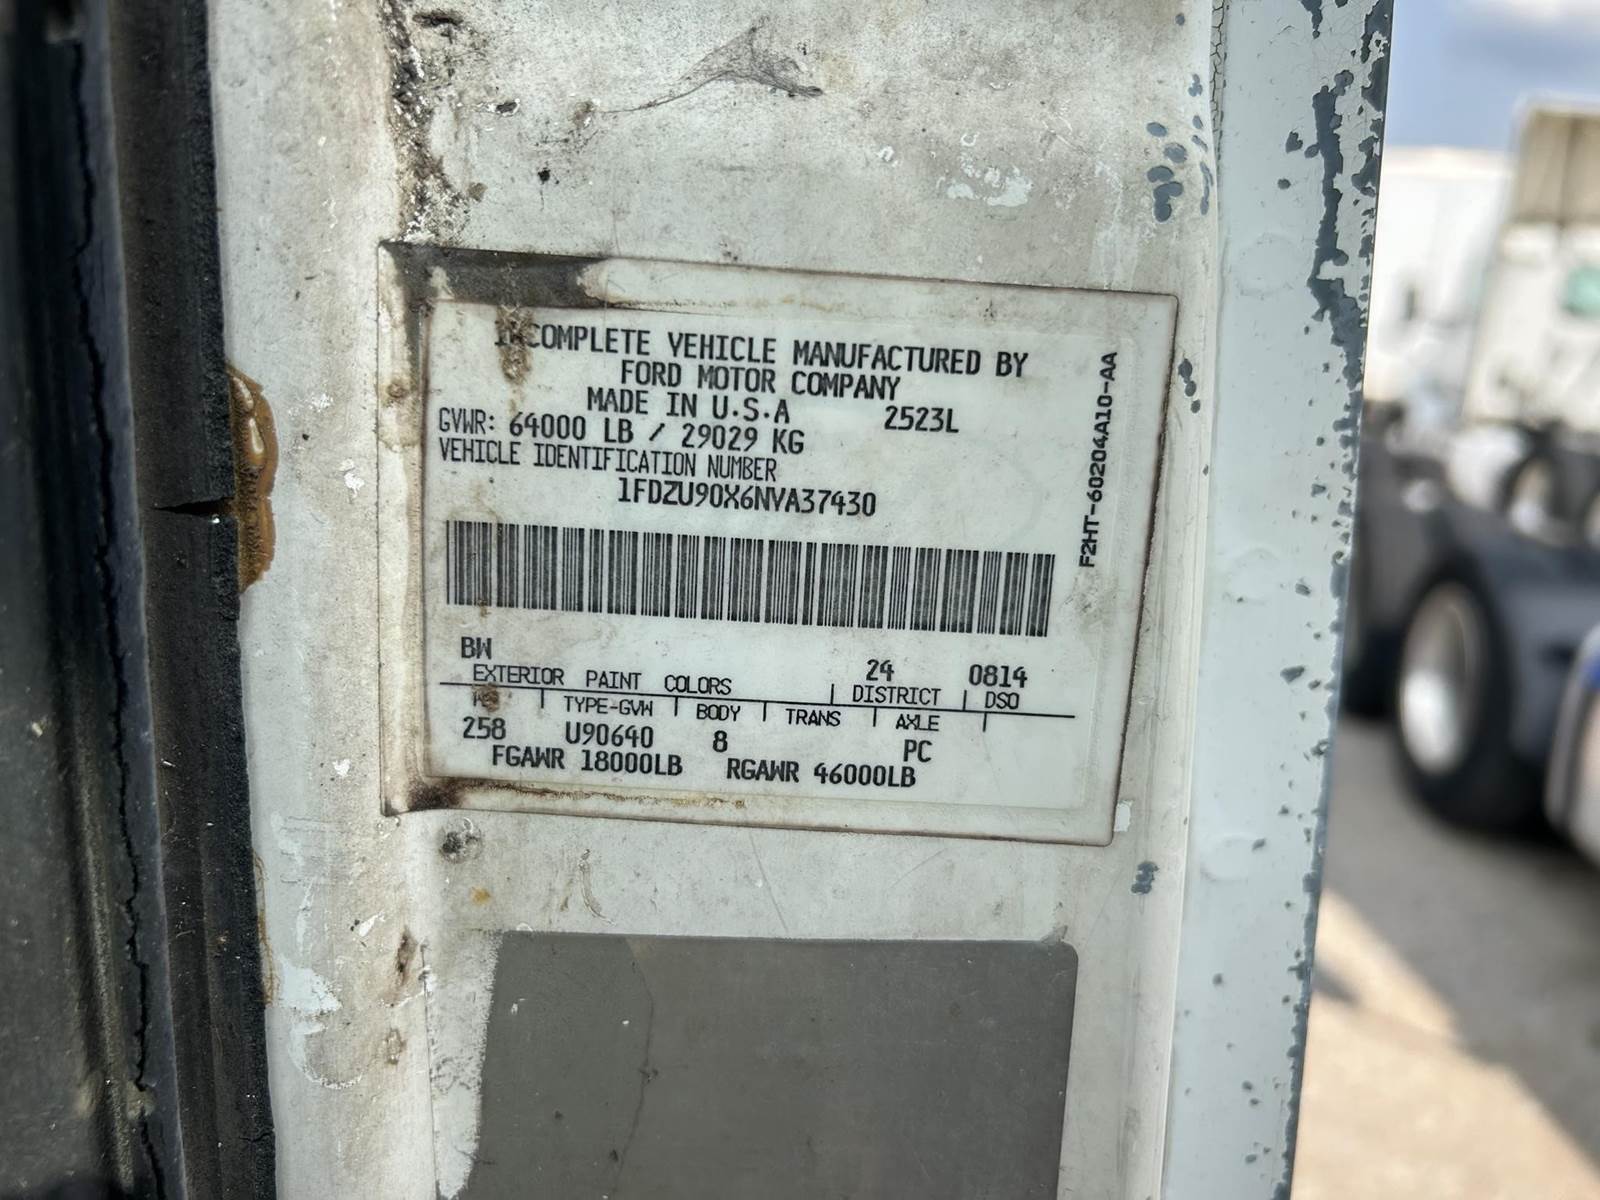 INCOMPLETE VEHICLE MANUFACTURED BY
FORD MOTOR COMPANY
MADE IN U.S.A 2523L
GVWR: 64000 LB / 29029 KG
VEHICLE IDENTIFICATION NUMBER
1FDZU90X6NVA37430
F2HT-60204A10-AA
BW 24 0814
EXTERIOR PAINT COLORS DISTRICT DSO
TYPE-GVW BODY TRANS AXLE
258 U90640 8 PC
FGAWR 18000LB RGAWR 46000LB